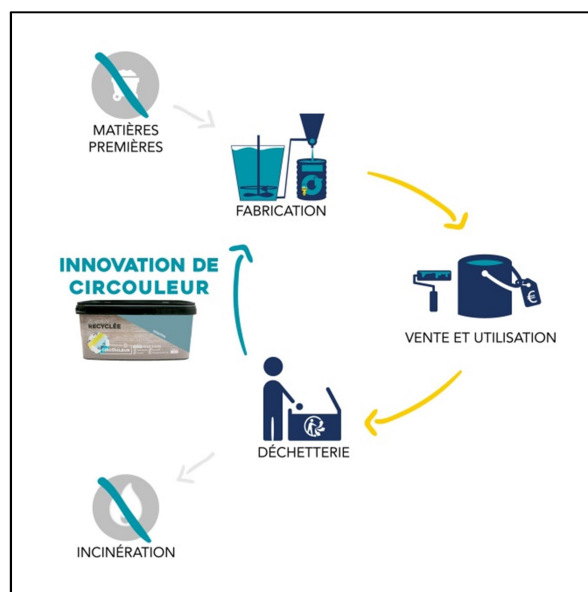 MATIÈRES
PREMIÈRES
FABRICATION
INNOVATION DE
CIRCOULEUR
RECYCLÉE
€
VENTE ET UTILISATION
DÉCHETTERIE
INCINÉRATION